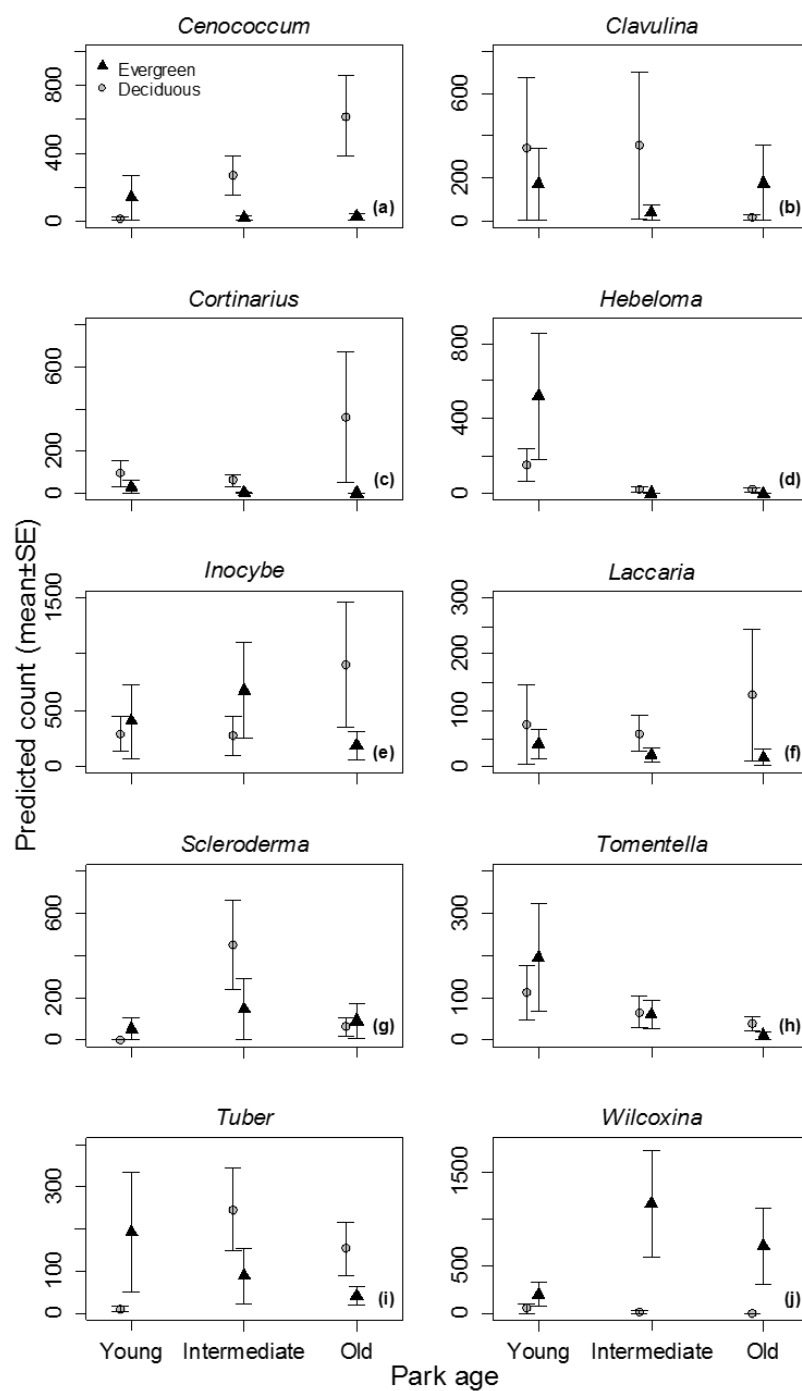 Cenococcum
Clavulina
Evergreen
Deciduous
800
400
0
(a)
600
200
0
(b)
Cortinarius
Hebeloma
600
200
0
(c)
800
400
0
(d)
Inocybe
Laccaria
1500
500
0
(e)
300
200
100
50
0
(f)
Scleroderma
Tomentella
600
200
0
(g)
300
100
0
(h)
Tuber
Wilcoxina
300
100
0
(i)
1500
500
0
(j)
Young Intermediate Old
Young Intermediate Old
Park age
Predicted count (mean±SE)